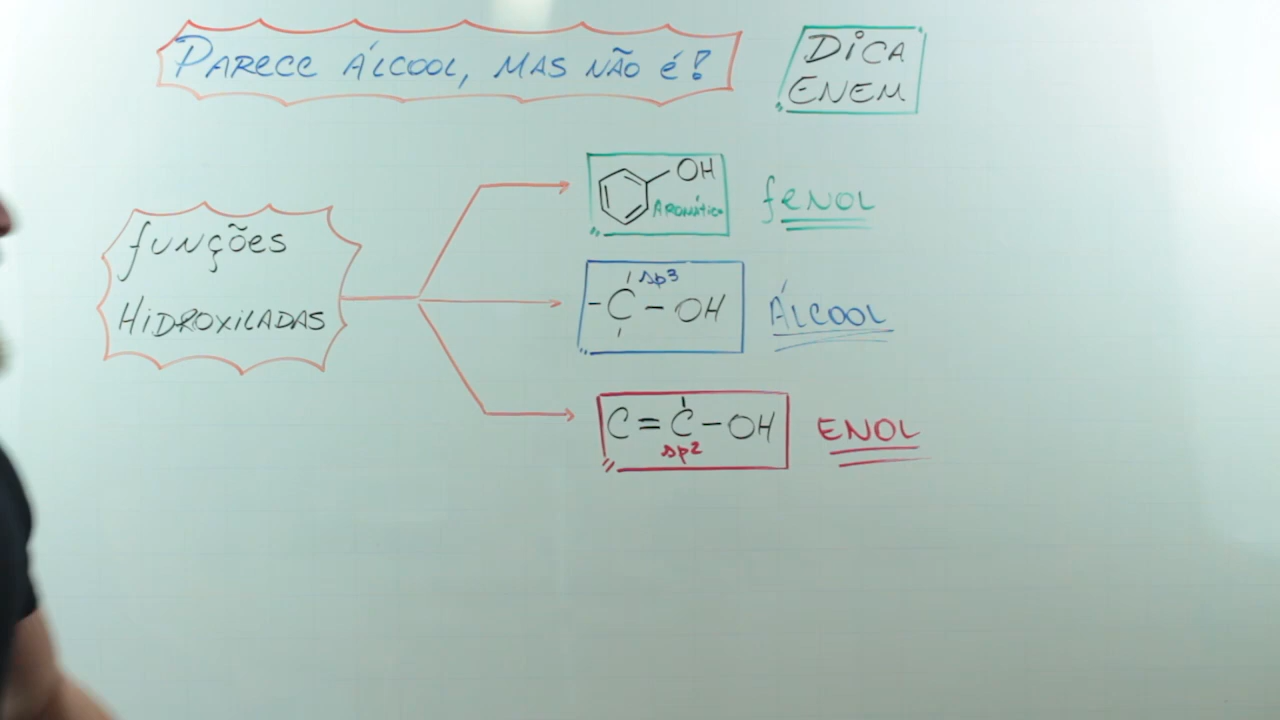 PARECE ÁLCOOL, MAS NÃO É!
DICA
ENEM
FUNÇÕES
HIDROXILADAS
OH
AROMÁTICO
FENOL
sp3
- C - OH
ÁLCOOL
C = C - OH
sp2
ENOL